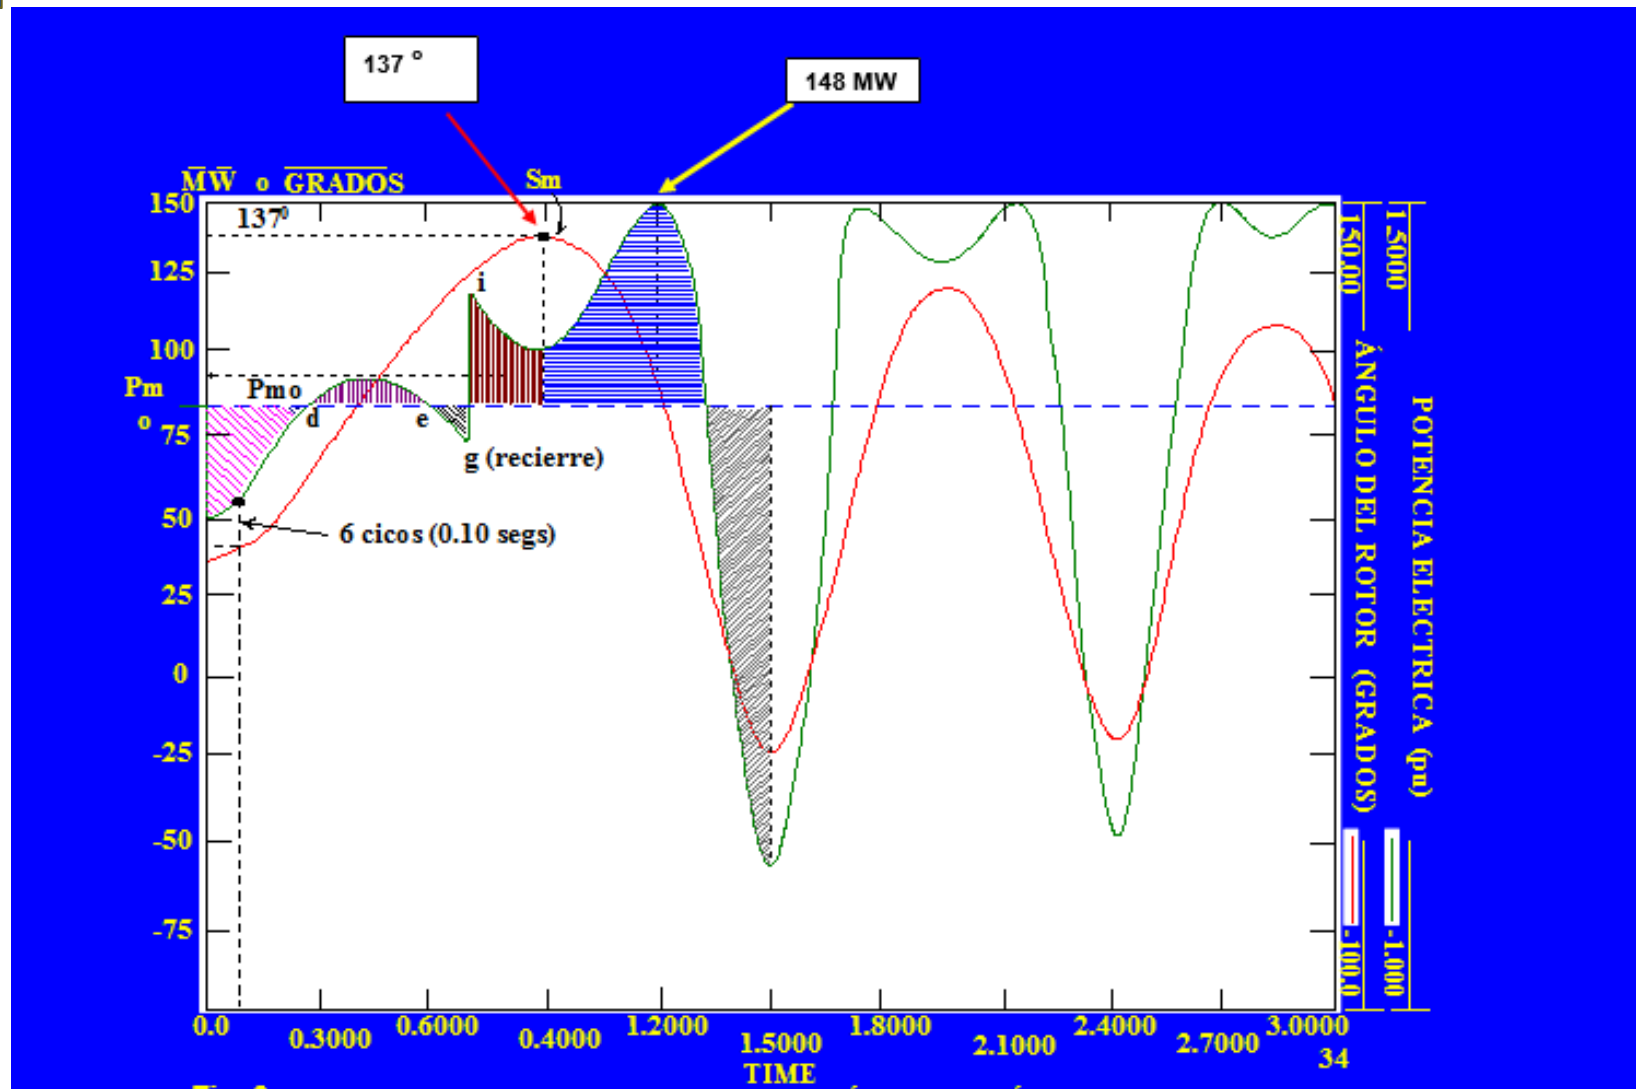 137 °
148 MW
MW o GRADOS
Sm
150
137⁰
125
i
100
Pm
Pmo
o
d
e
75
g (recierre)
50
6 cicos (0.10 segs)
25
0
-25
-50
-75
0.0
0.3000
0.6000
0.4000
1.2000
1.5000
1.8000
2.1000
2.4000
2.7000
3.0000
34
TIME
150.00
ÁNGULO DEL ROTOR (GRADOS)
-100.0
1.5000
POTENCIA ELECTRICA (pu)
-1.000